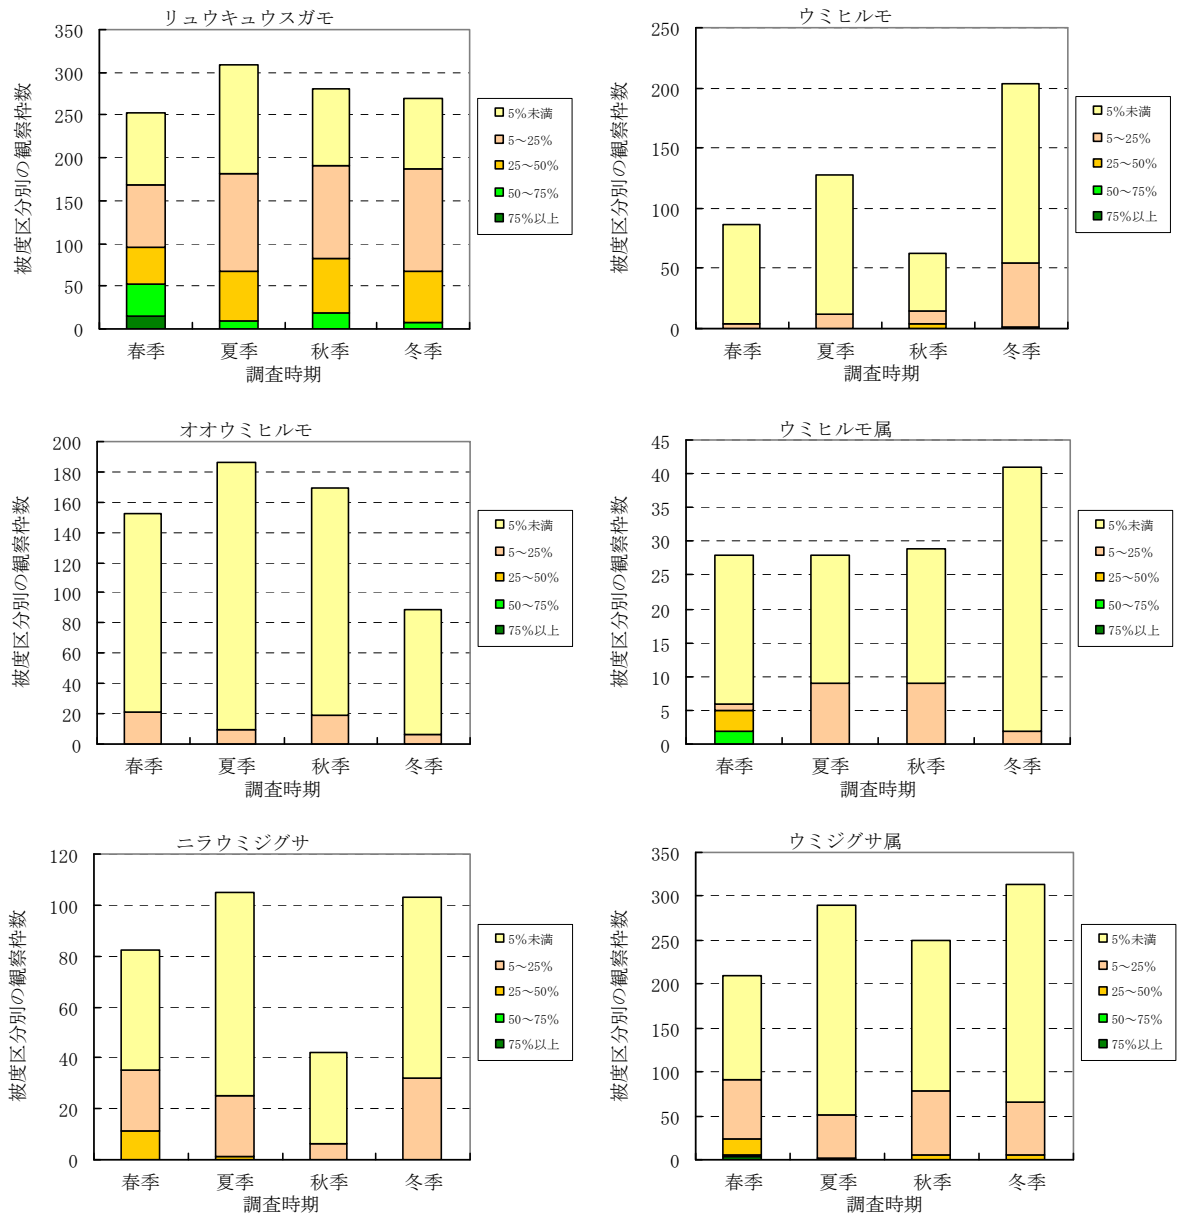 リュウキュウスガモ
被度区分別の観察枠数
350
300
250
200
150
100
50
0
春季 夏季 秋季 冬季
調査時期
5%未満
5～25%
25～50%
50～75%
75%以上
ウミヒルモ
被度区分別の観察枠数
250
200
150
100
50
0
春季 夏季 秋季 冬季
調査時期
5%未満
5～25%
25～50%
50～75%
75%以上
オオウミヒルモ
被度区分別の観察枠数
200
180
160
140
120
100
80
60
40
20
0
春季 夏季 秋季 冬季
調査時期
5%未満
5～25%
25～50%
50～75%
75%以上
ウミヒルモ属
被度区分別の観察枠数
45
40
35
30
25
20
15
10
5
0
春季 夏季 秋季 冬季
調査時期
5%未満
5～25%
25～50%
50～75%
75%以上
ニラウミジグサ
被度区分別の観察枠数
120
100
80
60
40
20
0
春季 夏季 秋季 冬季
調査時期
5%未満
5～25%
25～50%
50～75%
75%以上
ウミジグサ属
被度区分別の観察枠数
350
300
250
200
150
100
50
0
春季 夏季 秋季 冬季
調査時期
5%未満
5～25%
25～50%
50～75%
75%以上